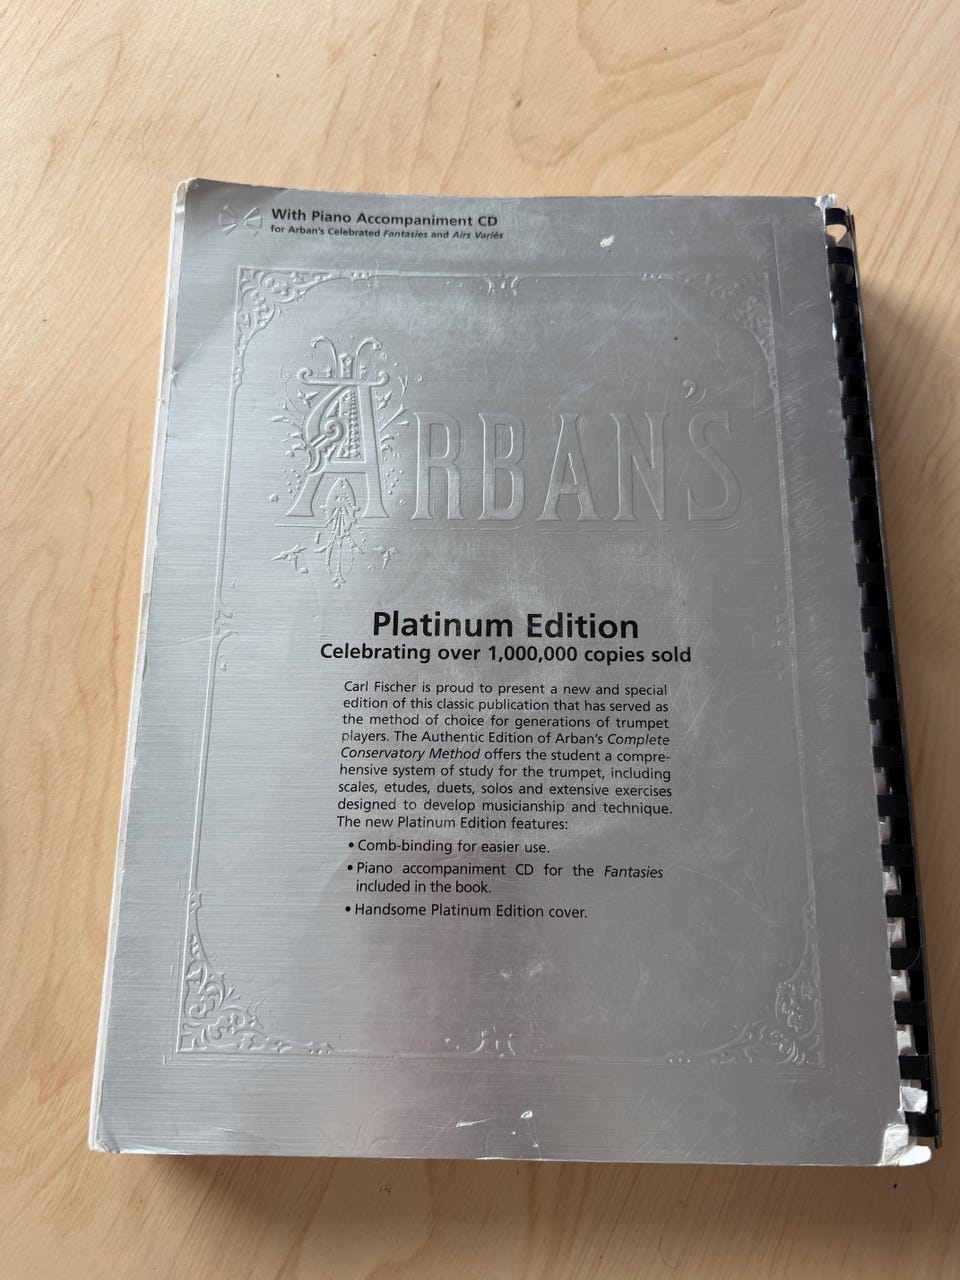 With Piano Accompaniment CD
for Arban's Celebrated Fantasies and Airs Variés
ARBAN'S
Platinum Edition
Celebrating over 1,000,000 copies sold
Carl Fischer is proud to present a new and special
edition of this classic publication that has served as
the method of choice for generations of trumpet
players. The Authentic Edition of Arban's Complete
Conservatory Method offers the student a compre-
hensive system of study for the trumpet, including
scales, etudes, duets, solos and extensive exercises
designed to develop musicianship and technique.
The new Platinum Edition features:
• Comb-binding for easier use.
• Piano accompaniment CD for the Fantasies
included in the book.
• Handsome Platinum Edition cover.